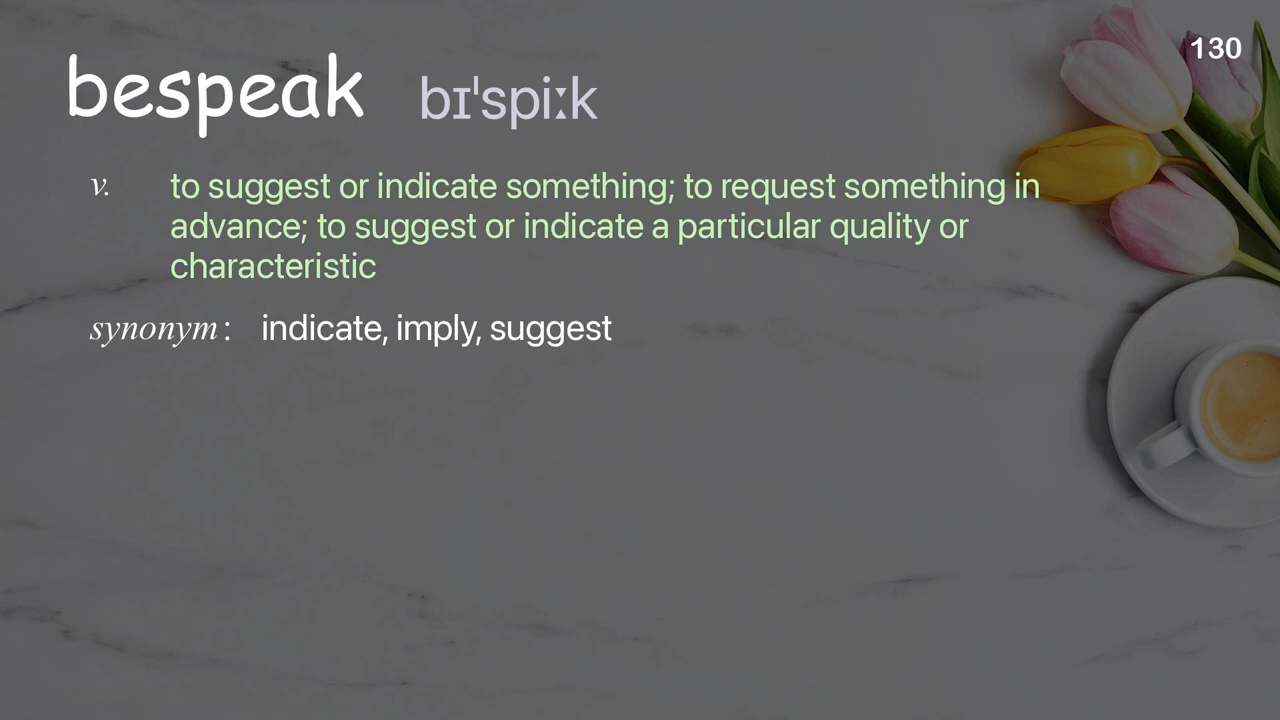 130
bespeak bɪˈspiːk
v. to suggest or indicate something; to request something in
advance; to suggest or indicate a particular quality or
characteristic
synonym: indicate, imply, suggest